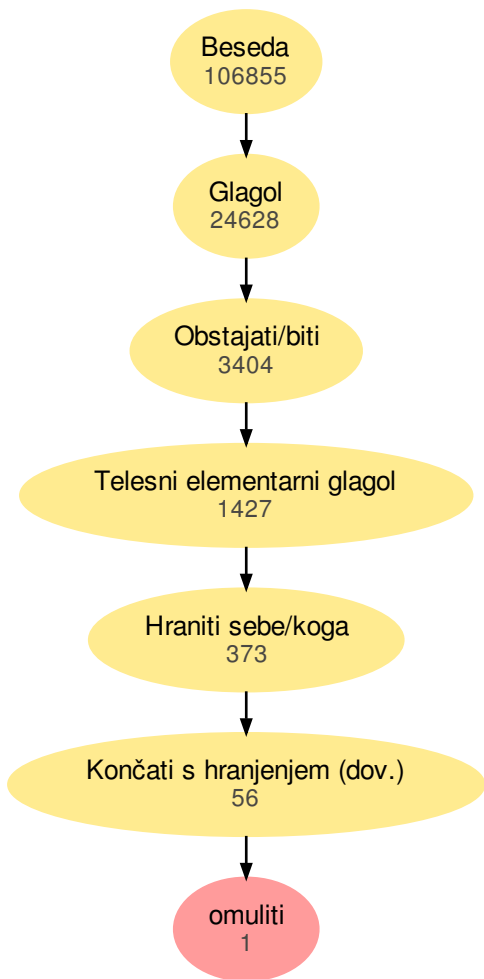 Beseda
106855
Glagol
24628
Obstajati/biti
3404
Telesni elementarni glagol
1427
Hraniti sebe/koga
373
Končati s hranjenjem (dov.)
56
omuliti
1